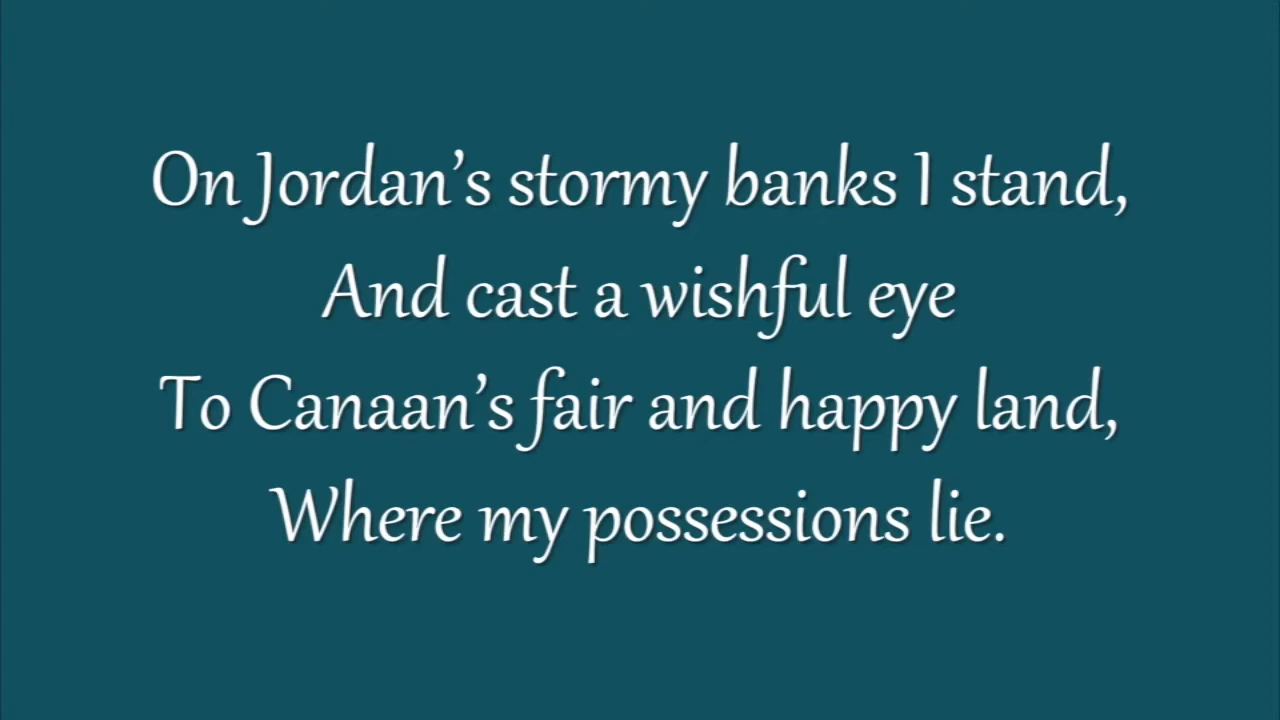 On Jordan’s stormy banks I stand,
And cast a wishful eye
To Canaan’s fair and happy land,
Where my possessions lie.